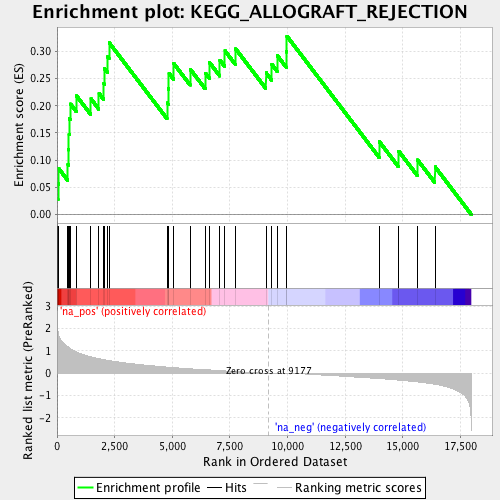 Enrichment plot: KEGG_ALLOGRAFT_REJECTION
Enrichment score (ES)
0.30
0.25
0.20
0.15
0.10
0.05
0.00
Ranked list metric (PreRanked)
3
2
1
0
-1
-2
'na_pos' (positively correlated)
Zero cross at 9177
'na_neg' (negatively correlated)
0
2,500
5,000
7,500
10,000
12,500
15,000
17,500
Rank in Ordered Dataset
Enrichment profile
Hits
Ranking metric scores